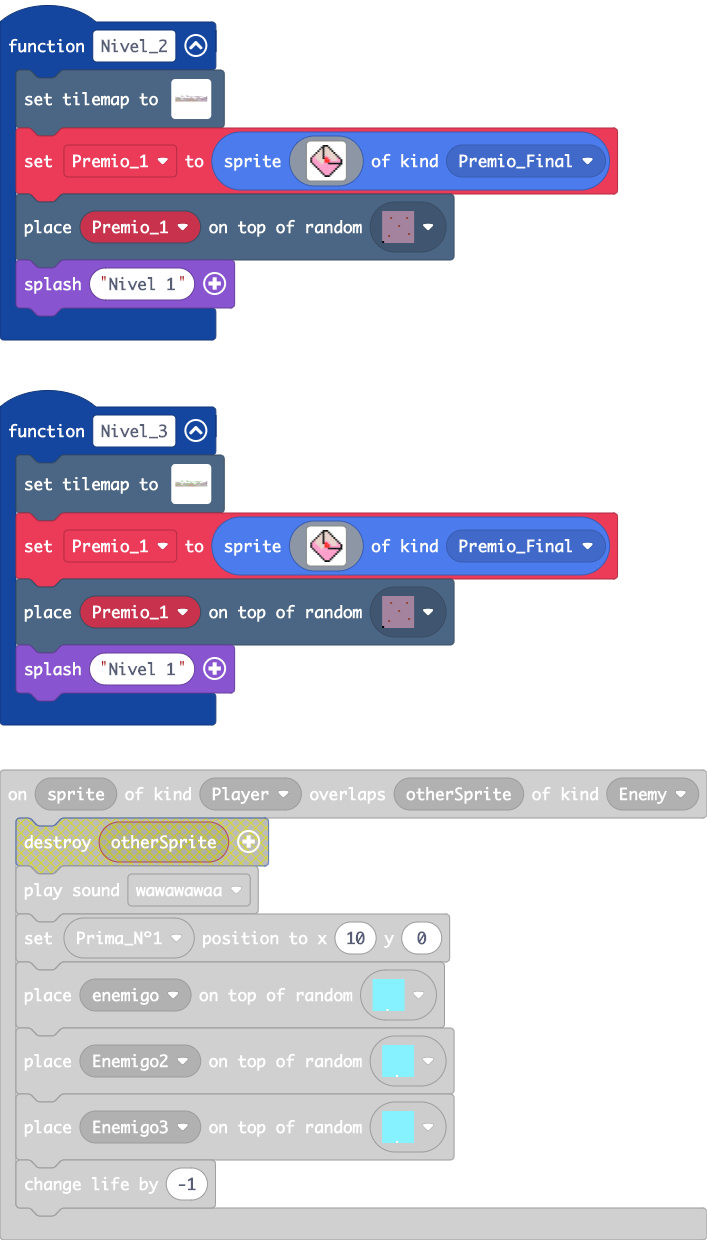 function Nivel_2
set tilemap to
set Premio_1 to sprite of kind Premio_Final
place Premio_1 on top of random
splash "Nivel 1"
function Nivel_3
set tilemap to
set Premio_1 to sprite of kind Premio_Final
place Premio_1 on top of random
splash "Nivel 1"
on sprite of kind Player overlaps otherSprite of kind Enemy
destroy otherSprite
play sound wawawawaa
set Prima_Nº1 position to x 10 y 0
place enemigo on top of random
place Enemigo2 on top of random
place Enemigo3 on top of random
change life by -1